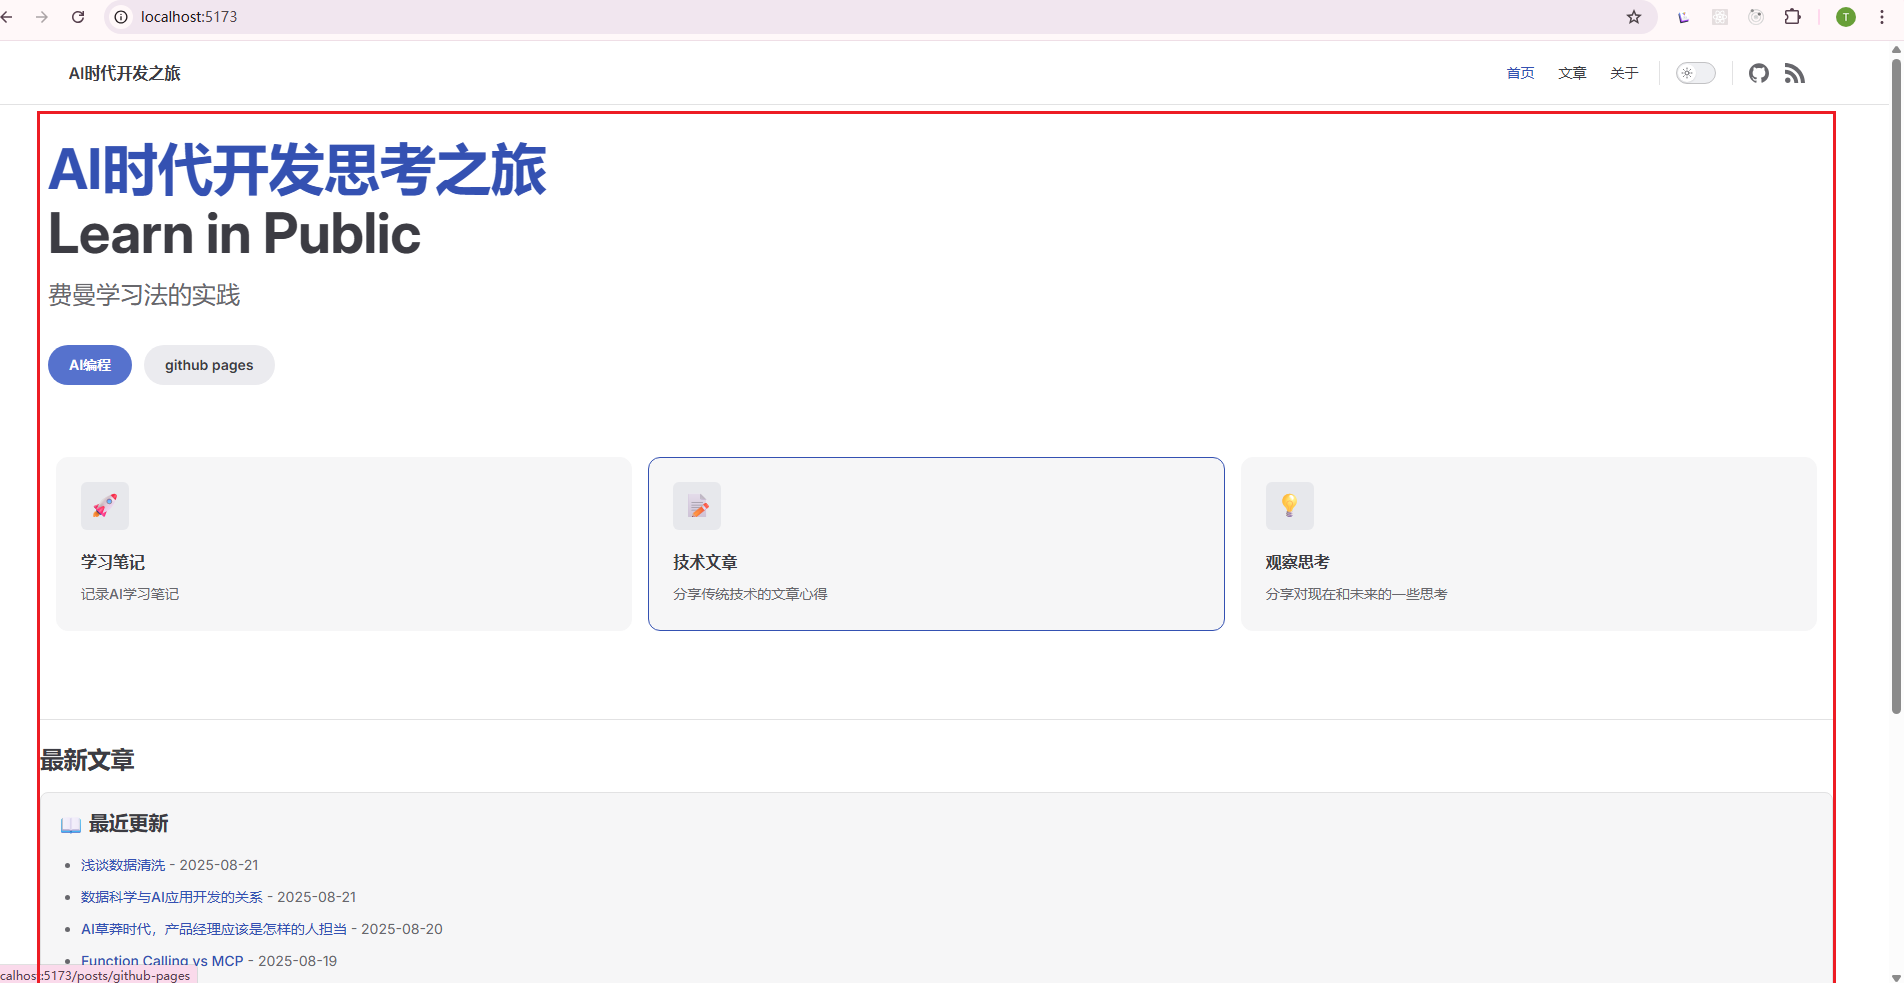 localhost:5173
T
AI时代开发之旅
首页
文章
关于
AI时代开发思考之旅
Learn in Public
费曼学习法的实践
AI编程
github pages
学习笔记
记录AI学习笔记
技术文章
分享传统技术的文章心得
观察思考
分享对现在和未来的一些思考
最新文章
📖 最近更新
浅谈数据清洗 - 2025-08-21
数据科学与AI应用开发的关系 - 2025-08-21
AI草莽时代，产品经理应该是怎样的人担当 - 2025-08-20
Function Calling vs MCP - 2025-08-19
calhost:5173/posts/github-pages